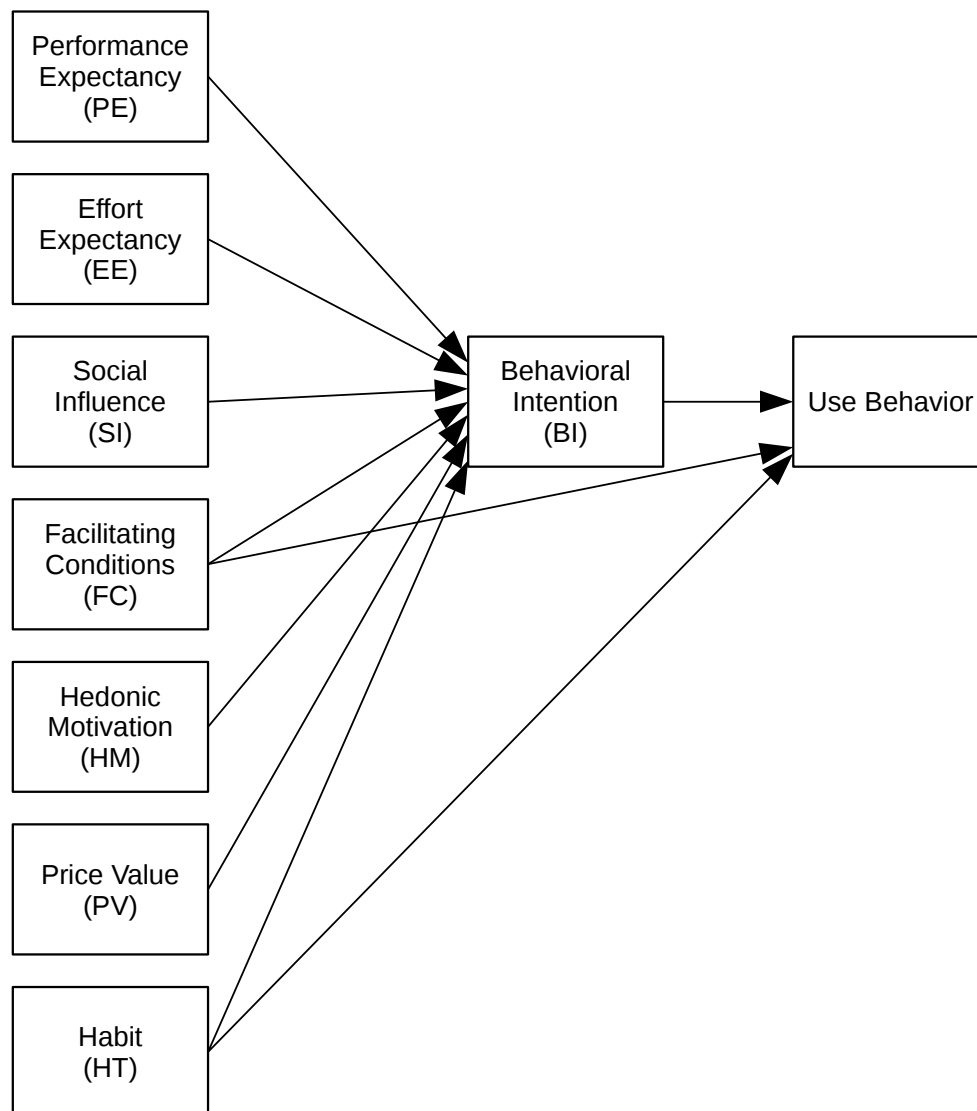 Performance
Expectancy
(PE)
Effort
Expectancy
(EE)
Social
Influence
(SI)
Behavioral
Intention
(BI)
Use Behavior
Facilitating
Conditions
(FC)
Hedonic
Motivation
(HM)
Price Value
(PV)
Habit
(HT)